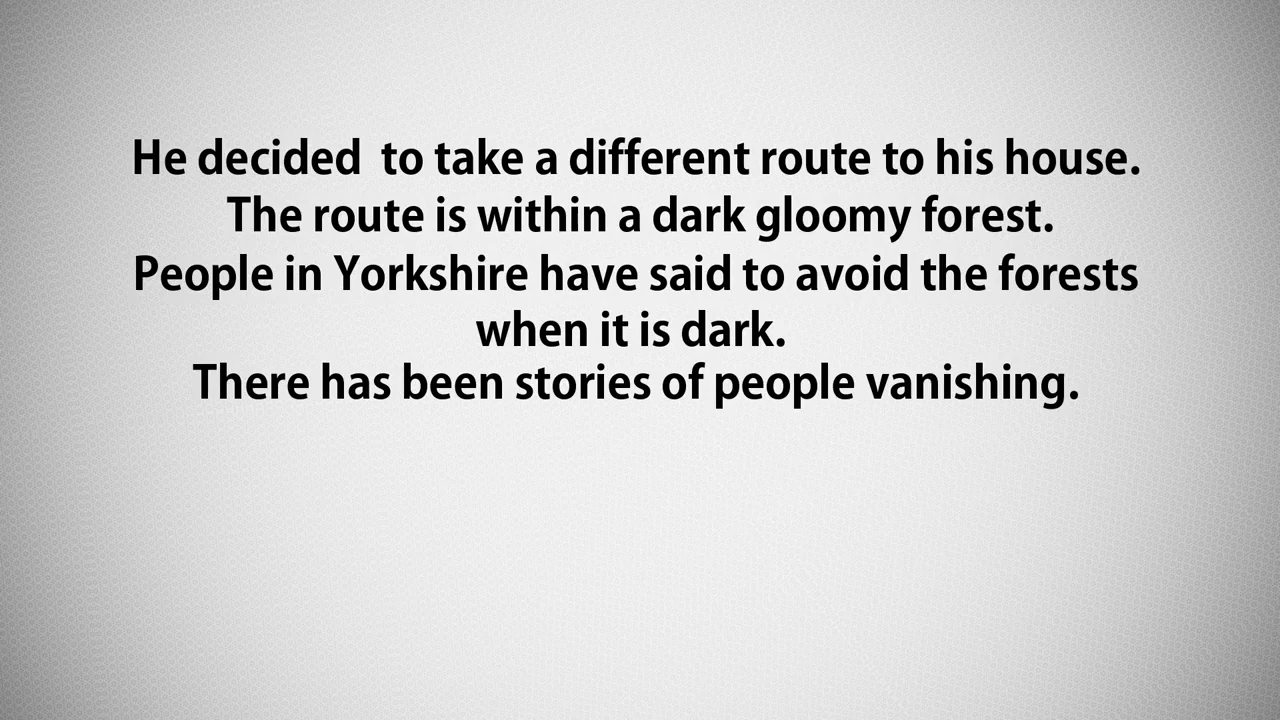 He decided  to take a different route to his house.
The route is within a dark gloomy forest.
People in Yorkshire have said to avoid the forests
when it is dark.
There has been stories of people vanishing.